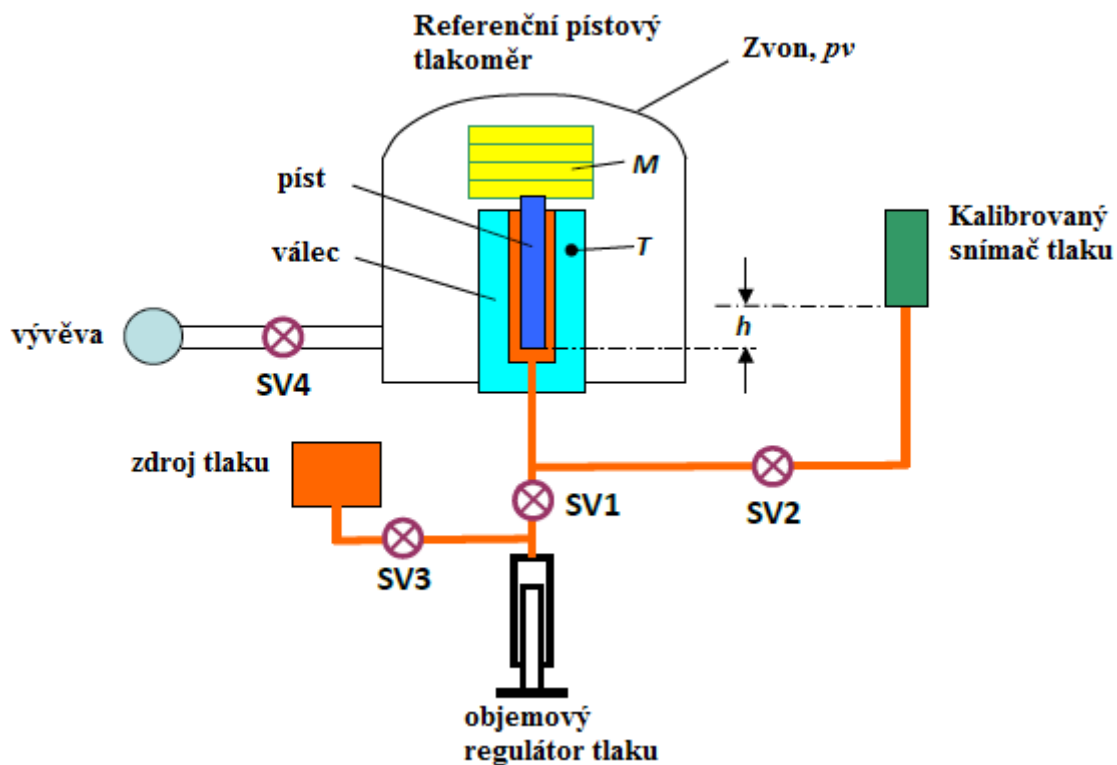 Referenční pístový
tlakoměr
Zvon, pv
M
píst
Kalibrovaný
snímač tlaku
T
válec
h
vývěva
SV4
zdroj tlaku
SV1
SV2
SV3
objemový
regulátor tlaku